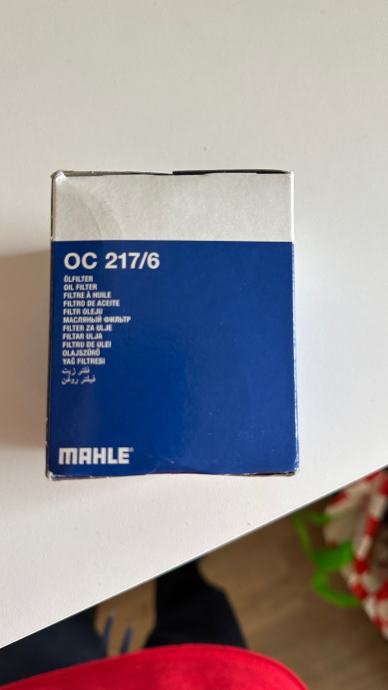 OC 217/6
ÖLFILTER
OIL FILTER
FILTRE À HUILE
FILTRO DE ACEITE
FILTR OLEJU
МАСЛЯНЫЙ ФИЛЬТР
FILTER ZA ULJE
FILTAR ULJA
FILTRU DE ULEI
OLAJSZŰRŐ
YAĞ FILTRESI
فلتر زيت
فیلتر روغن
MAHLE®